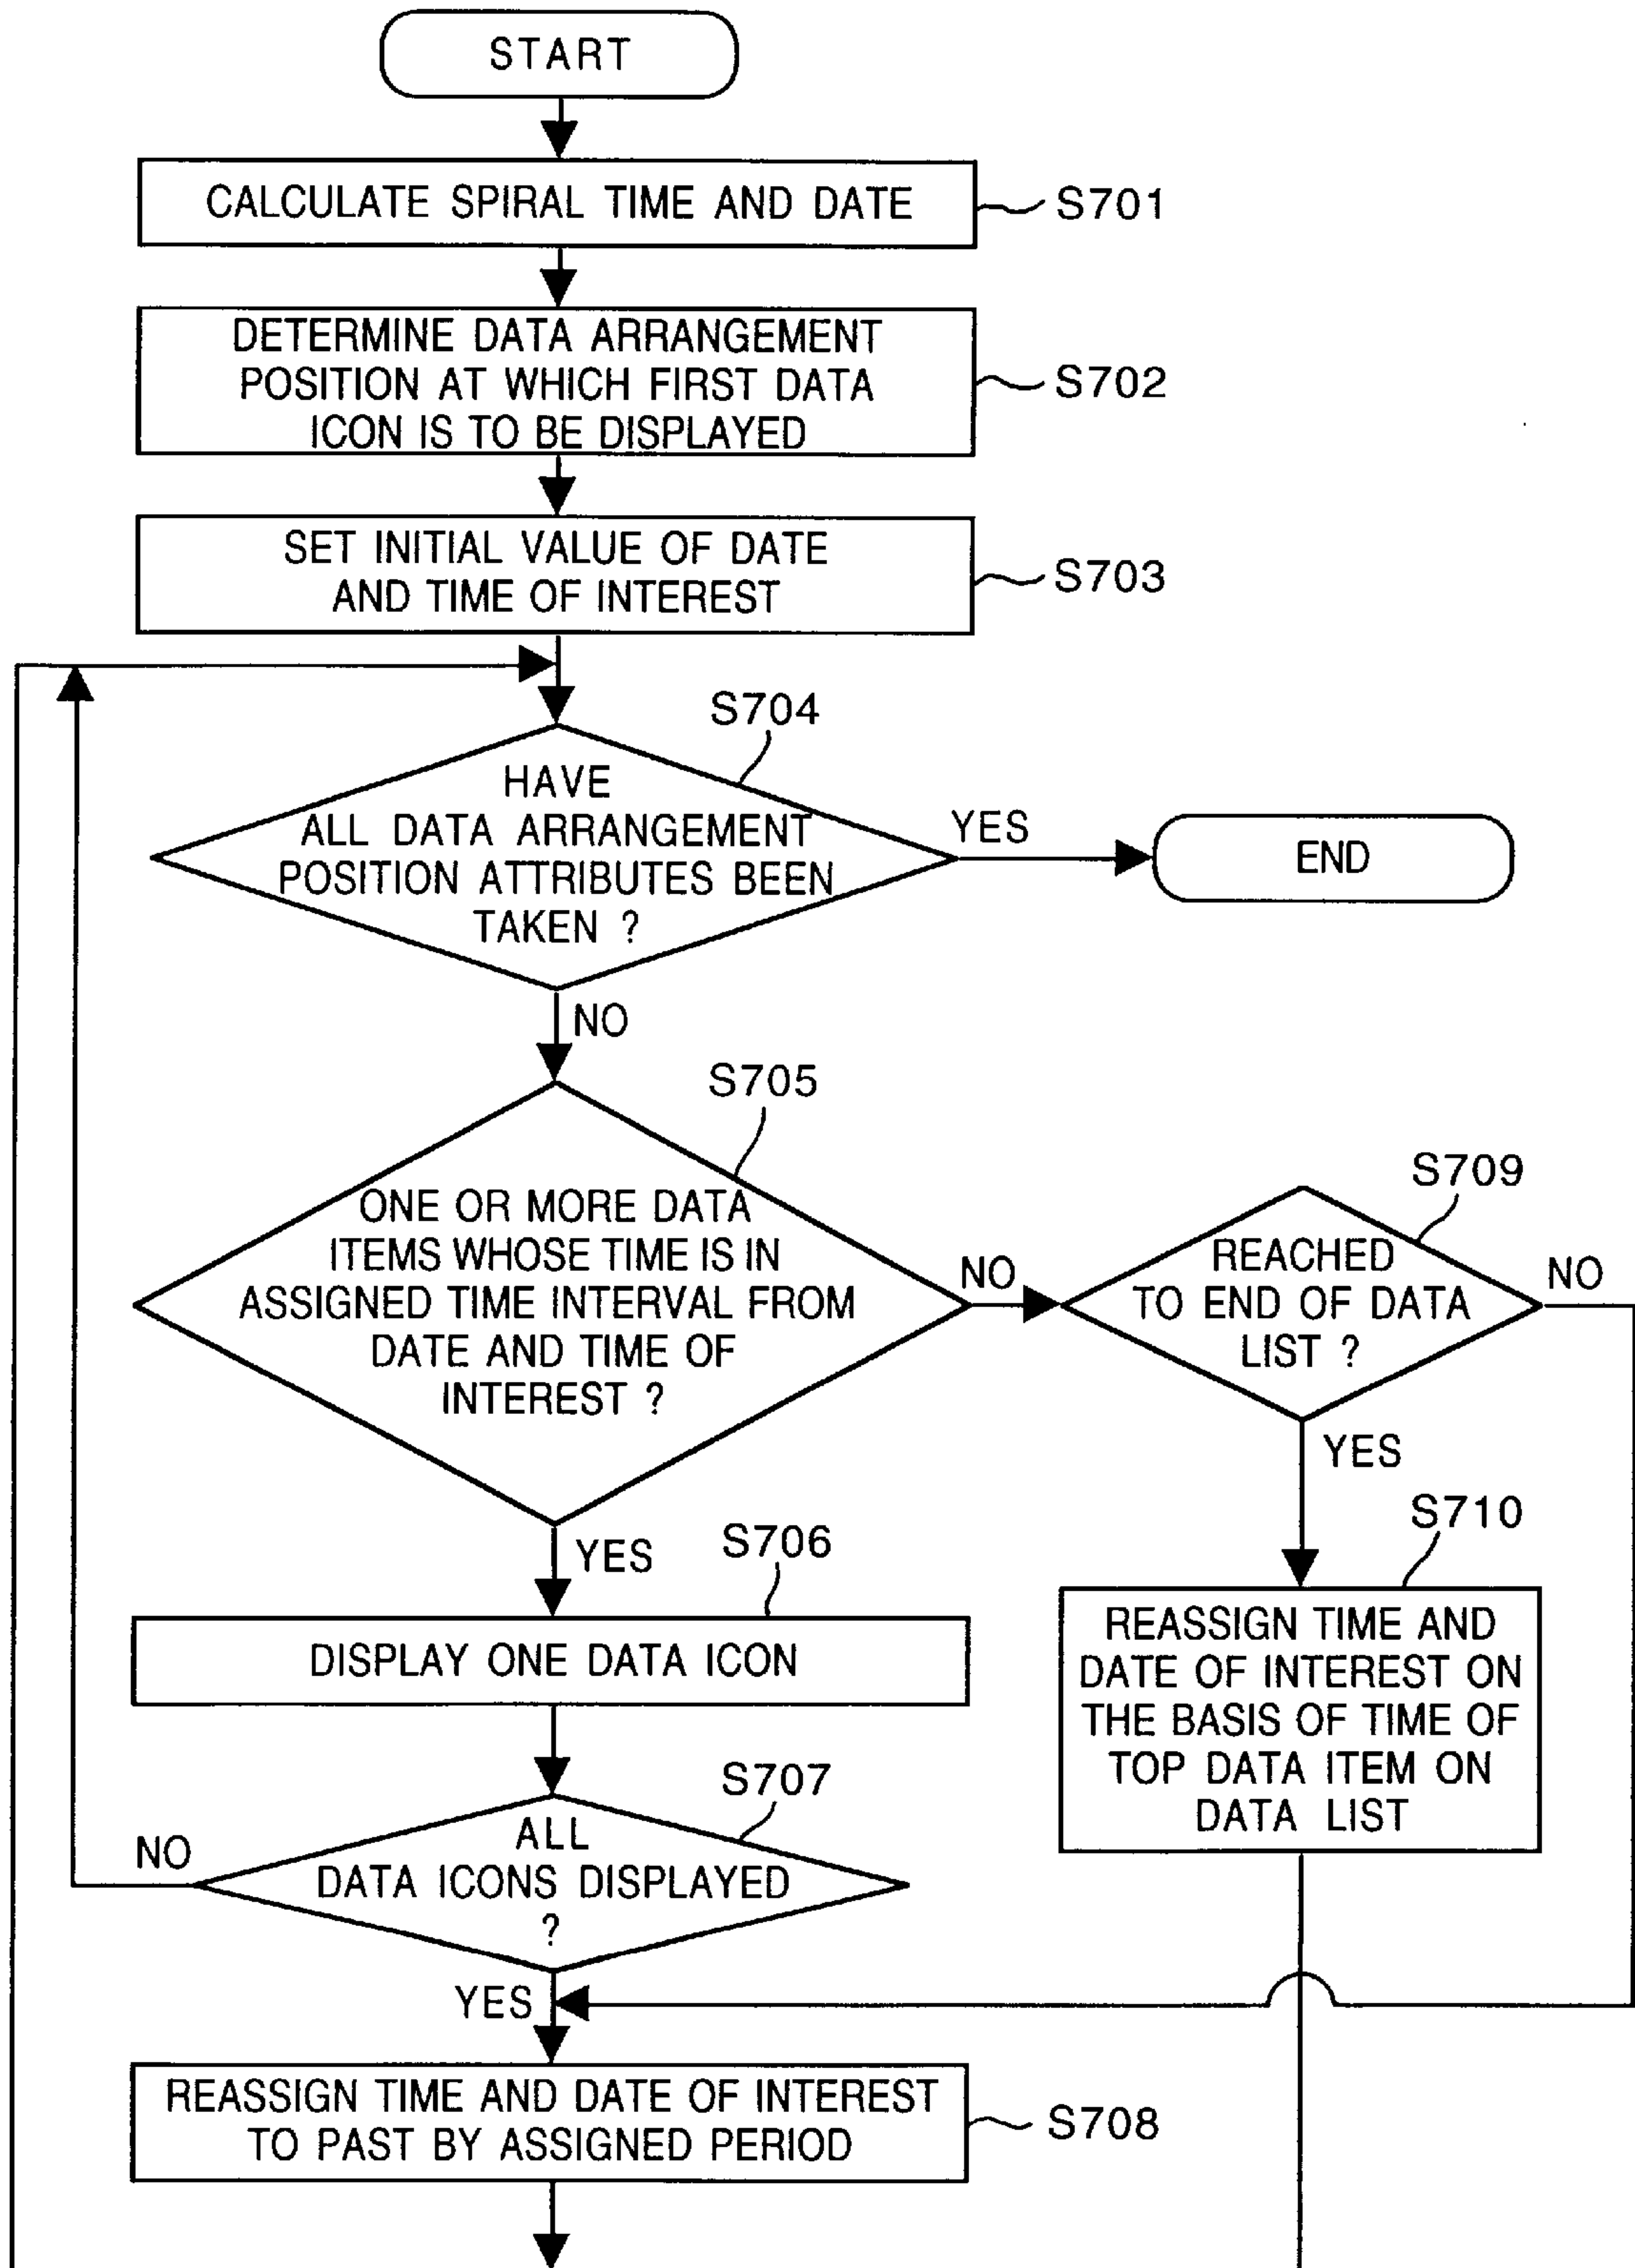 START
CALCULATE SPIRAL TIME AND DATE
S701
DETERMINE DATA ARRANGEMENT
POSITION AT WHICH FIRST DATA
ICON IS TO BE DISPLAYED
S702
SET INITIAL VALUE OF DATE
AND TIME OF INTEREST
S703
S704
HAVE
ALL DATA ARRANGEMENT
POSITION ATTRIBUTES BEEN
TAKEN ?
YES
END
NO
S705
ONE OR MORE DATA
ITEMS WHOSE TIME IS IN
ASSIGNED TIME INTERVAL FROM
DATE AND TIME OF
INTEREST ?
NO
S709
REACHED
TO END OF DATA
LIST ?
NO
YES
YES
S706
DISPLAY ONE DATA ICON
S710
REASSIGN TIME AND
DATE OF INTEREST ON
THE BASIS OF TIME OF
TOP DATA ITEM ON
DATA LIST
S707
ALL
DATA ICONS DISPLAYED
?
NO
YES
REASSIGN TIME AND DATE OF INTEREST
TO PAST BY ASSIGNED PERIOD
S708